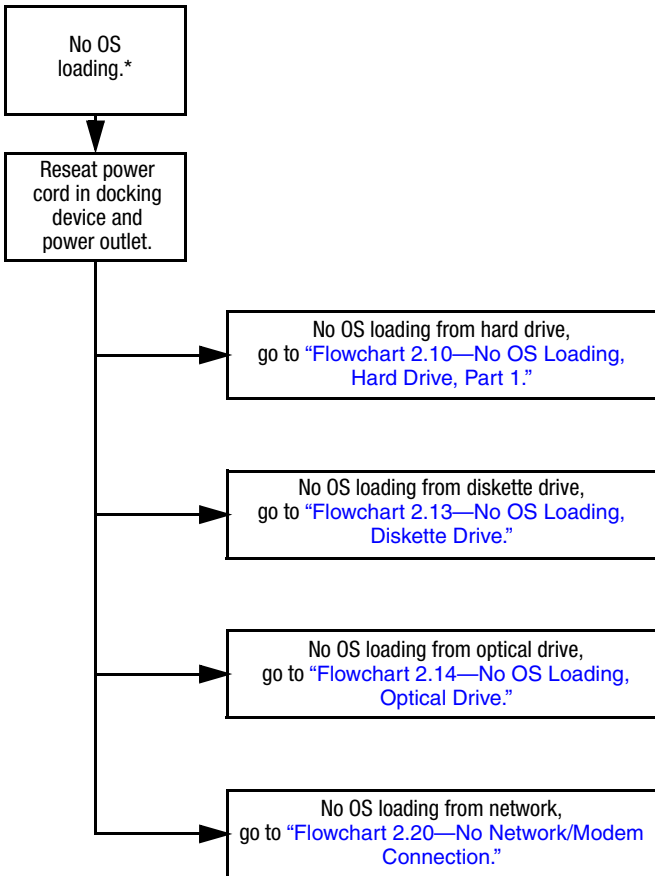 No OS
loading.*
Reseat power
cord in docking
device and
power outlet.
No OS loading from hard drive,
go to “Flowchart 2.10—No OS Loading,
Hard Drive, Part 1.”
No OS loading from diskette drive,
go to “Flowchart 2.13—No OS Loading,
Diskette Drive.”
No OS loading from optical drive,
go to “Flowchart 2.14—No OS Loading,
Optical Drive.”
No OS loading from network,
go to “Flowchart 2.20—No Network/Modem
Connection.”